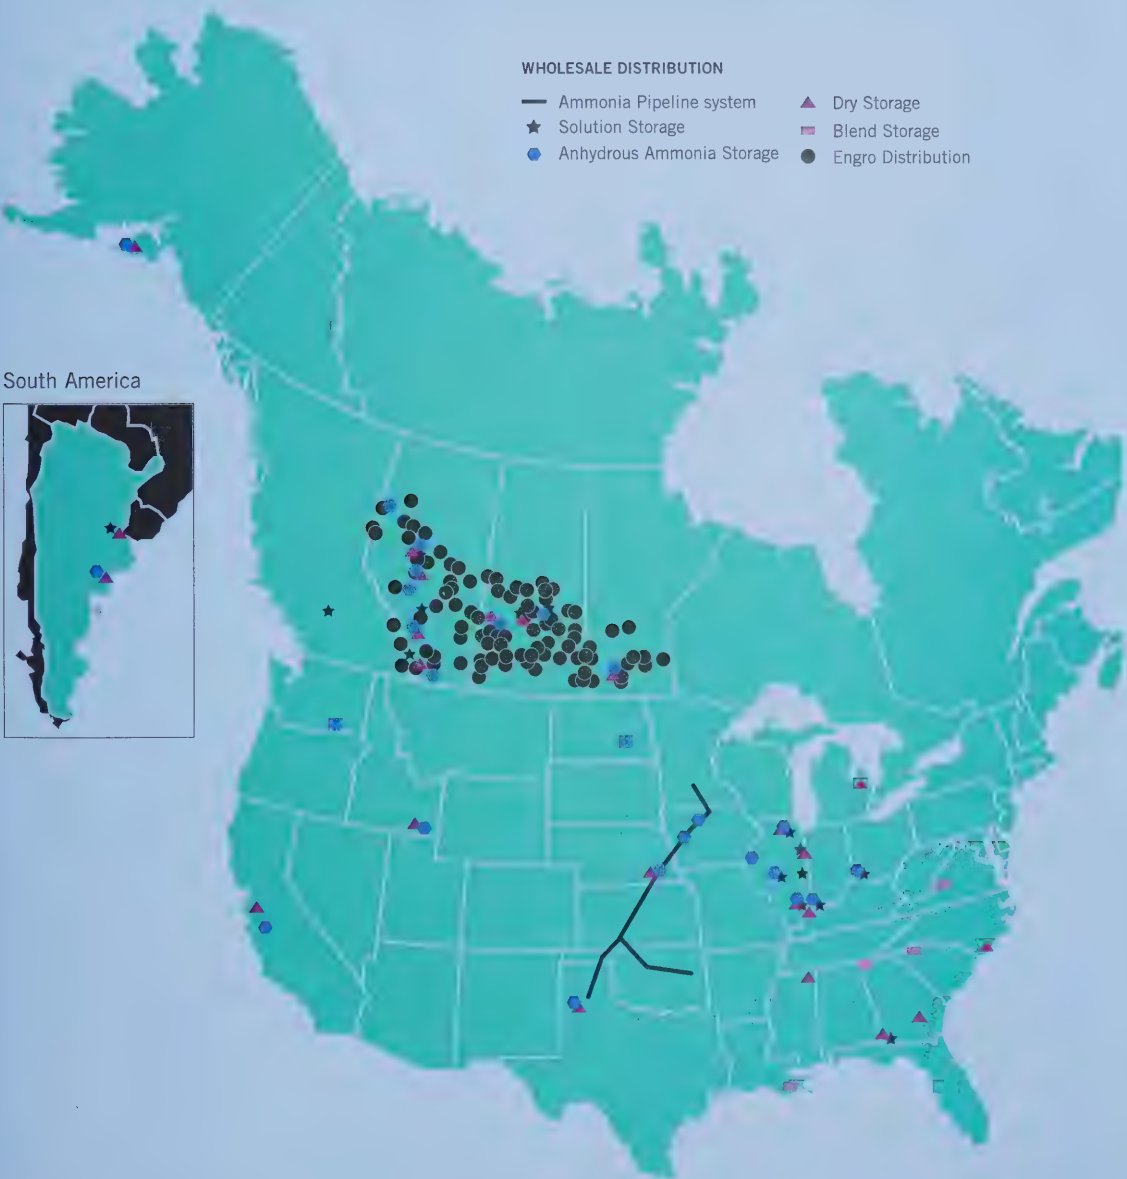 WHOLESALE DISTRIBUTION
Ammonia Pipeline system
Solution Storage
Anhydrous Ammonia Storage
Dry Storage
Blend Storage
Engro Distribution
South America